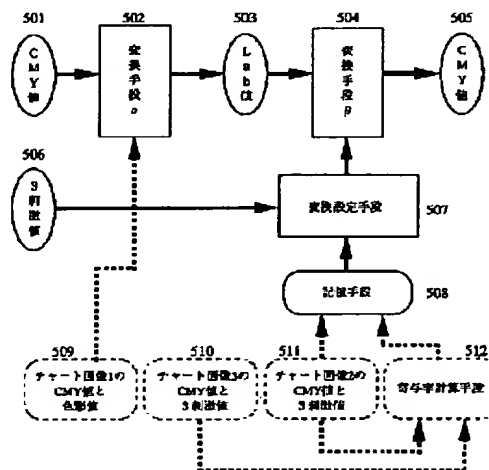 501
502
503
504
505
CMY値
変換手段α
Lab値
変換手段β
CMY値
506
3刺激値
変換設定手段
507
記憶手段
508
509
510
511
512
チャート画像1の
CMY値と
色彩値
チャート画像3の
CMY値と
3刺激値
チャート画像2の
CMY値と
3刺激値
寄与率計算手段